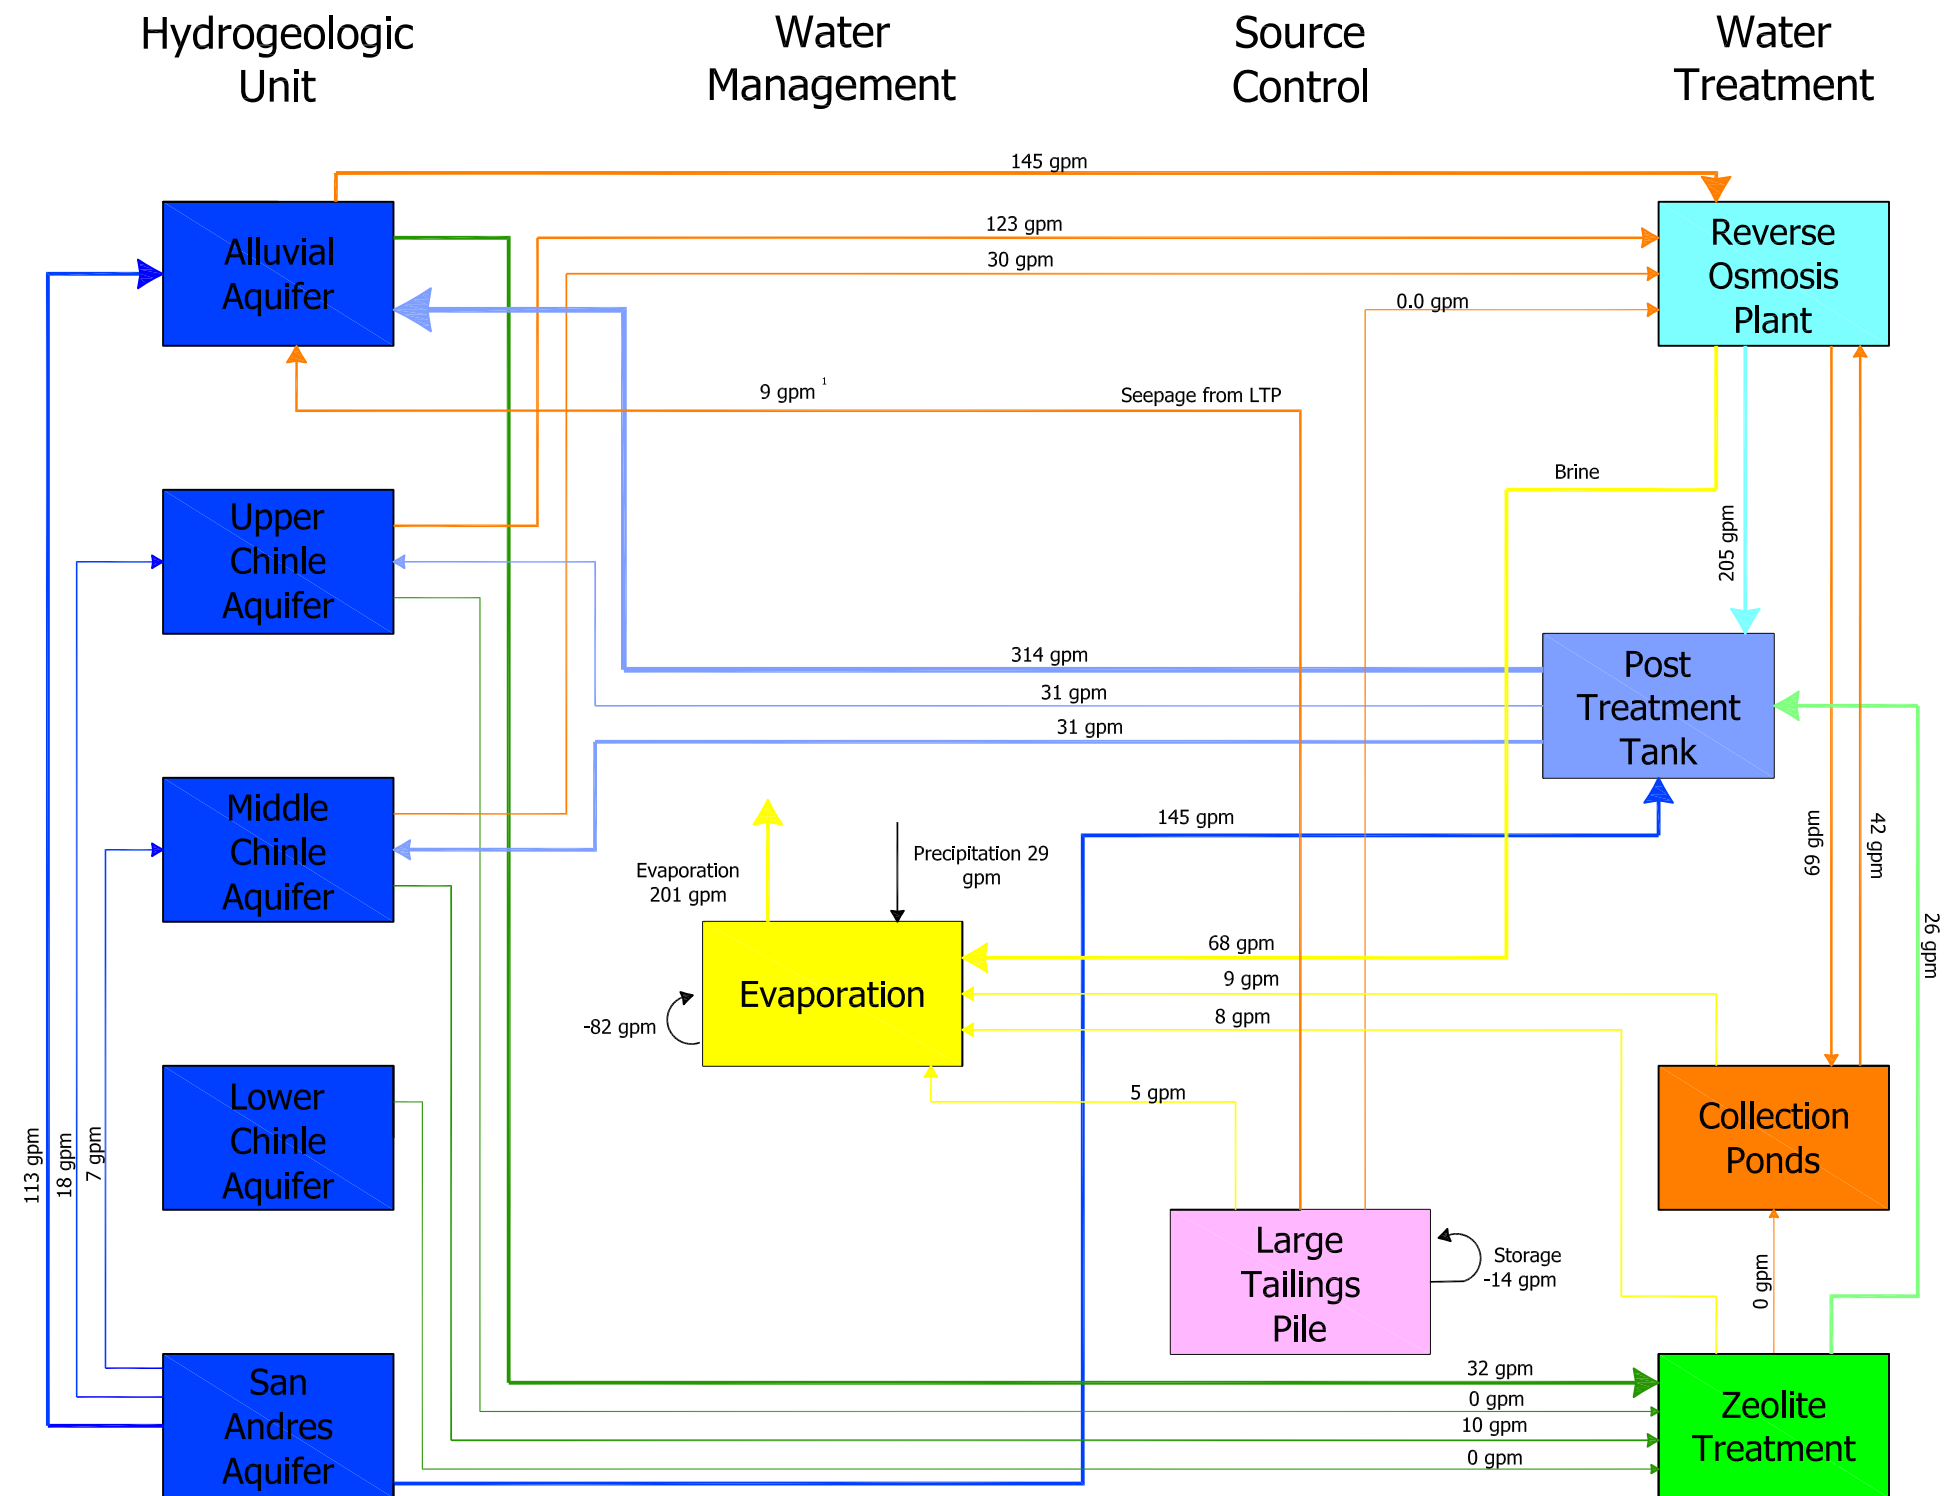 Hydrogeologic
Unit
Water
Management
Source
Control
Water
Treatment
145 gpm
123 gpm
30 gpm
0.0 gpm
Alluvial
Aquifer
Reverse
Osmosis
Plant
9 gpm 1
Seepage from LTP
Brine
205 gpm
Upper
Chinle
Aquifer
314 gpm
31 gpm
31 gpm
Post
Treatment
Tank
145 gpm
69 gpm
42 gpm
26 gpm
Middle
Chinle
Aquifer
Evaporation
201 gpm
Precipitation 29
gpm
Evaporation
-82 gpm
68 gpm
9 gpm
8 gpm
5 gpm
Lower
Chinle
Aquifer
113 gpm
18 gpm
7 gpm
Collection
Ponds
Large
Tailings
Pile
Storage
-14 gpm
0 gpm
San
Andres
Aquifer
32 gpm
0 gpm
10 gpm
0 gpm
Zeolite
Treatment